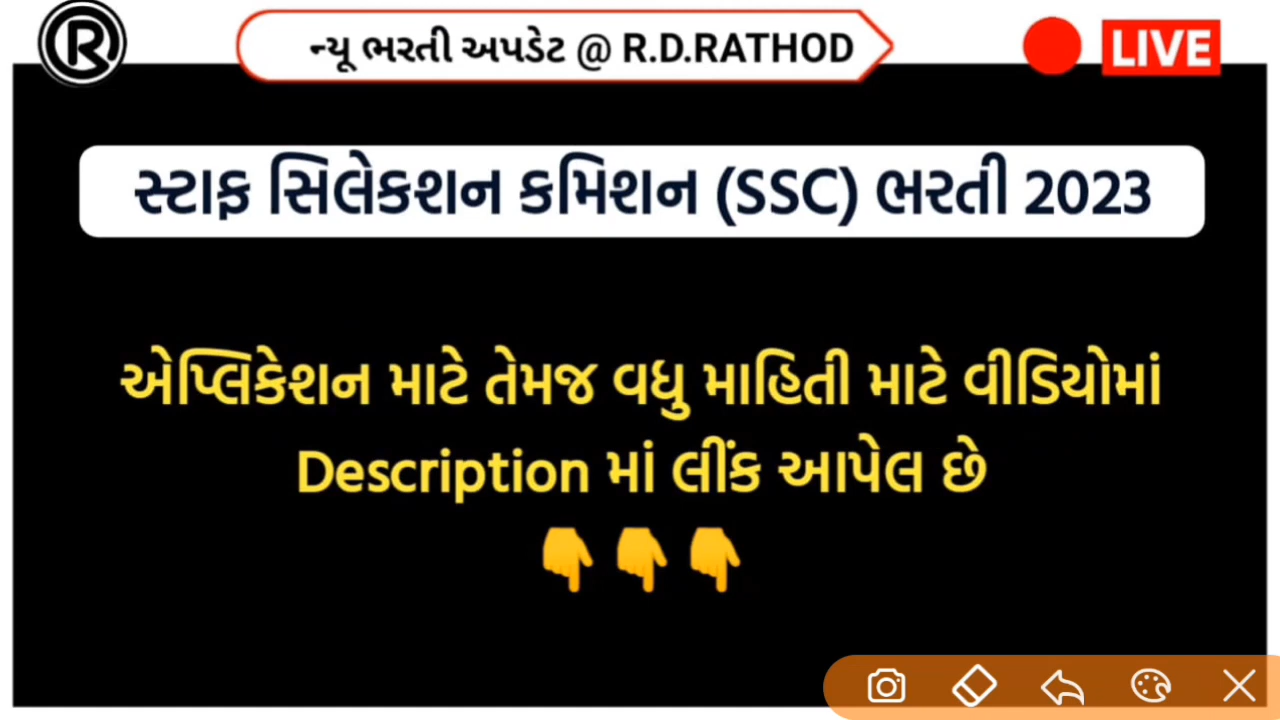 R
ન્યૂ ભરતી અપડેટ @ R.D.RATHOD
LIVE
સ્ટાફ સિલેકશન કમિશન (SSC) ભરતી 2023
એપ્લિકેશન માટે તેમજ વધુ માહિતી માટે વીડિયોમાં
Description માં લીંક આપેલ છે
👇👇👇